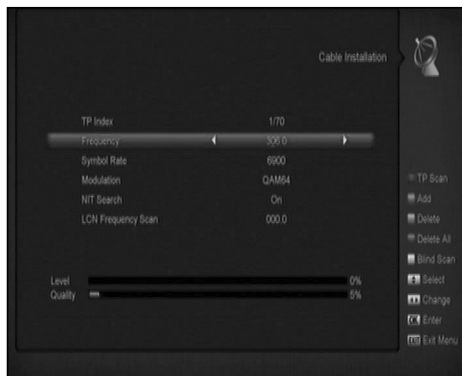 Cable Installation
TP Index 1/70
Frequency 306.0
Symbol Rate 6900
Modulation QAM64
NIT Search On
LCN Frequency Scan 000.0
TP Scan
Add
Delete
Delete All
Blind Scan
Select
Change
OK Enter
Exit Menu
Level 0%
Quality 5%